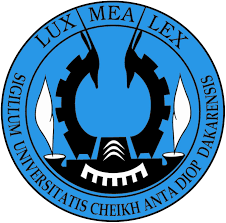 LUX MEA LEX
SIGILLUM UNIVERSITATIS CHEIKH ANTA DIOP DAKARENSIS